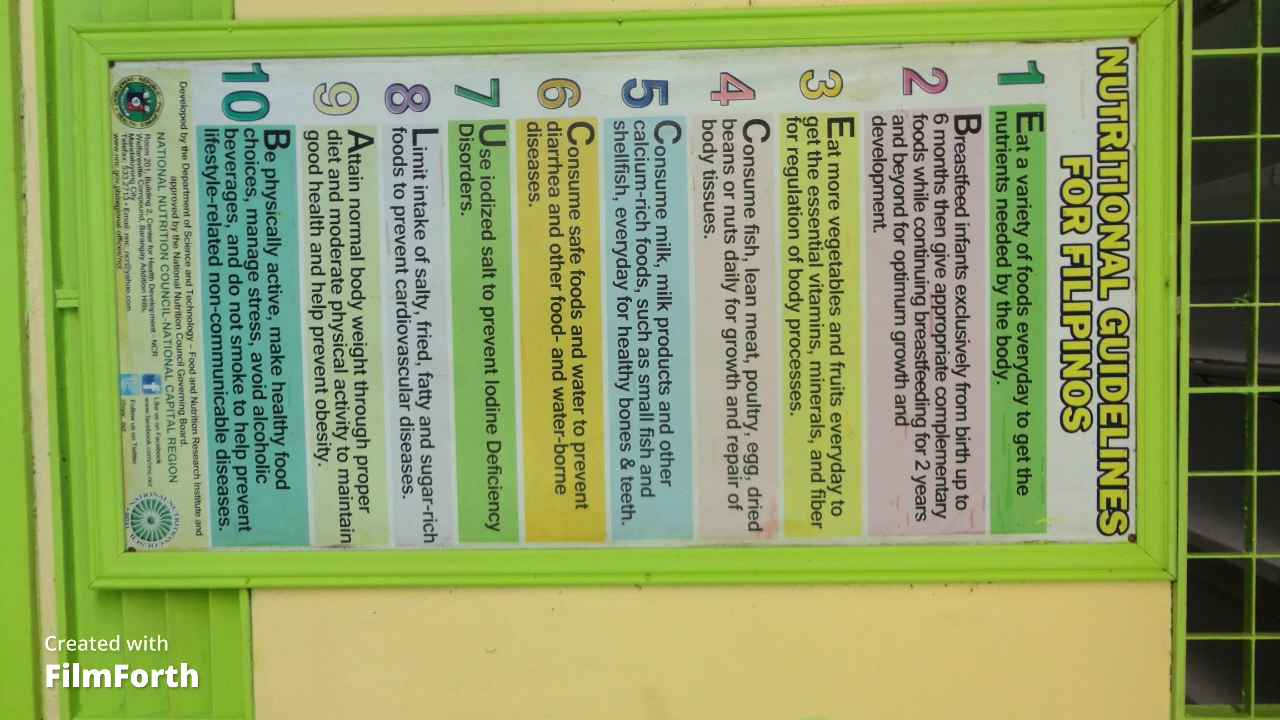 NUTRITIONAL GUIDELINES
FOR FILIPINOS
1 Eat a variety of foods everyday to get the
nutrients needed by the body.
2 Breastfeed infants exclusively from birth up to
6 months then give appropriate complementary
foods while continuing breastfeeding for 2 years
and beyond for optimum growth and
development.
3 Eat more vegetables and fruits everyday to
get the essential vitamins, minerals, and fiber
for regulation of body processes.
4 Consume fish, lean meat, poultry, egg, dried
beans or nuts daily for growth and repair of
body tissues.
5 Consume milk, milk products and other
calcium-rich foods, such as small fish and
shellfish, everyday for healthy bones & teeth.
6 Consume safe foods and water to prevent
diarrhea and other food- and water-borne
diseases.
7 Use iodized salt to prevent Iodine Deficiency
Disorders.
8 Limit intake of salty, fried, fatty and sugar-rich
foods to prevent cardiovascular diseases.
9 Attain normal body weight through proper
diet and moderate physical activity to maintain
good health and help prevent obesity.
10 Be physically active, make healthy food
choices, manage stress, avoid alcoholic
beverages, and do not smoke to help prevent
lifestyle-related non-communicable diseases.
Developed by the Department of Science and Technology – Food and Nutrition Research Institute and
approved by the National Nutrition Council Governing Board
NATIONAL NUTRITION COUNCIL-NATIONAL CAPITAL REGION
Room 201, Building 2, Center for Health Development - NCR
Welfareville Compound, Barangay Addition Hills,
Mandaluyong City
Like us on Facebook
Follow us on Twitter
Created with
FilmForth